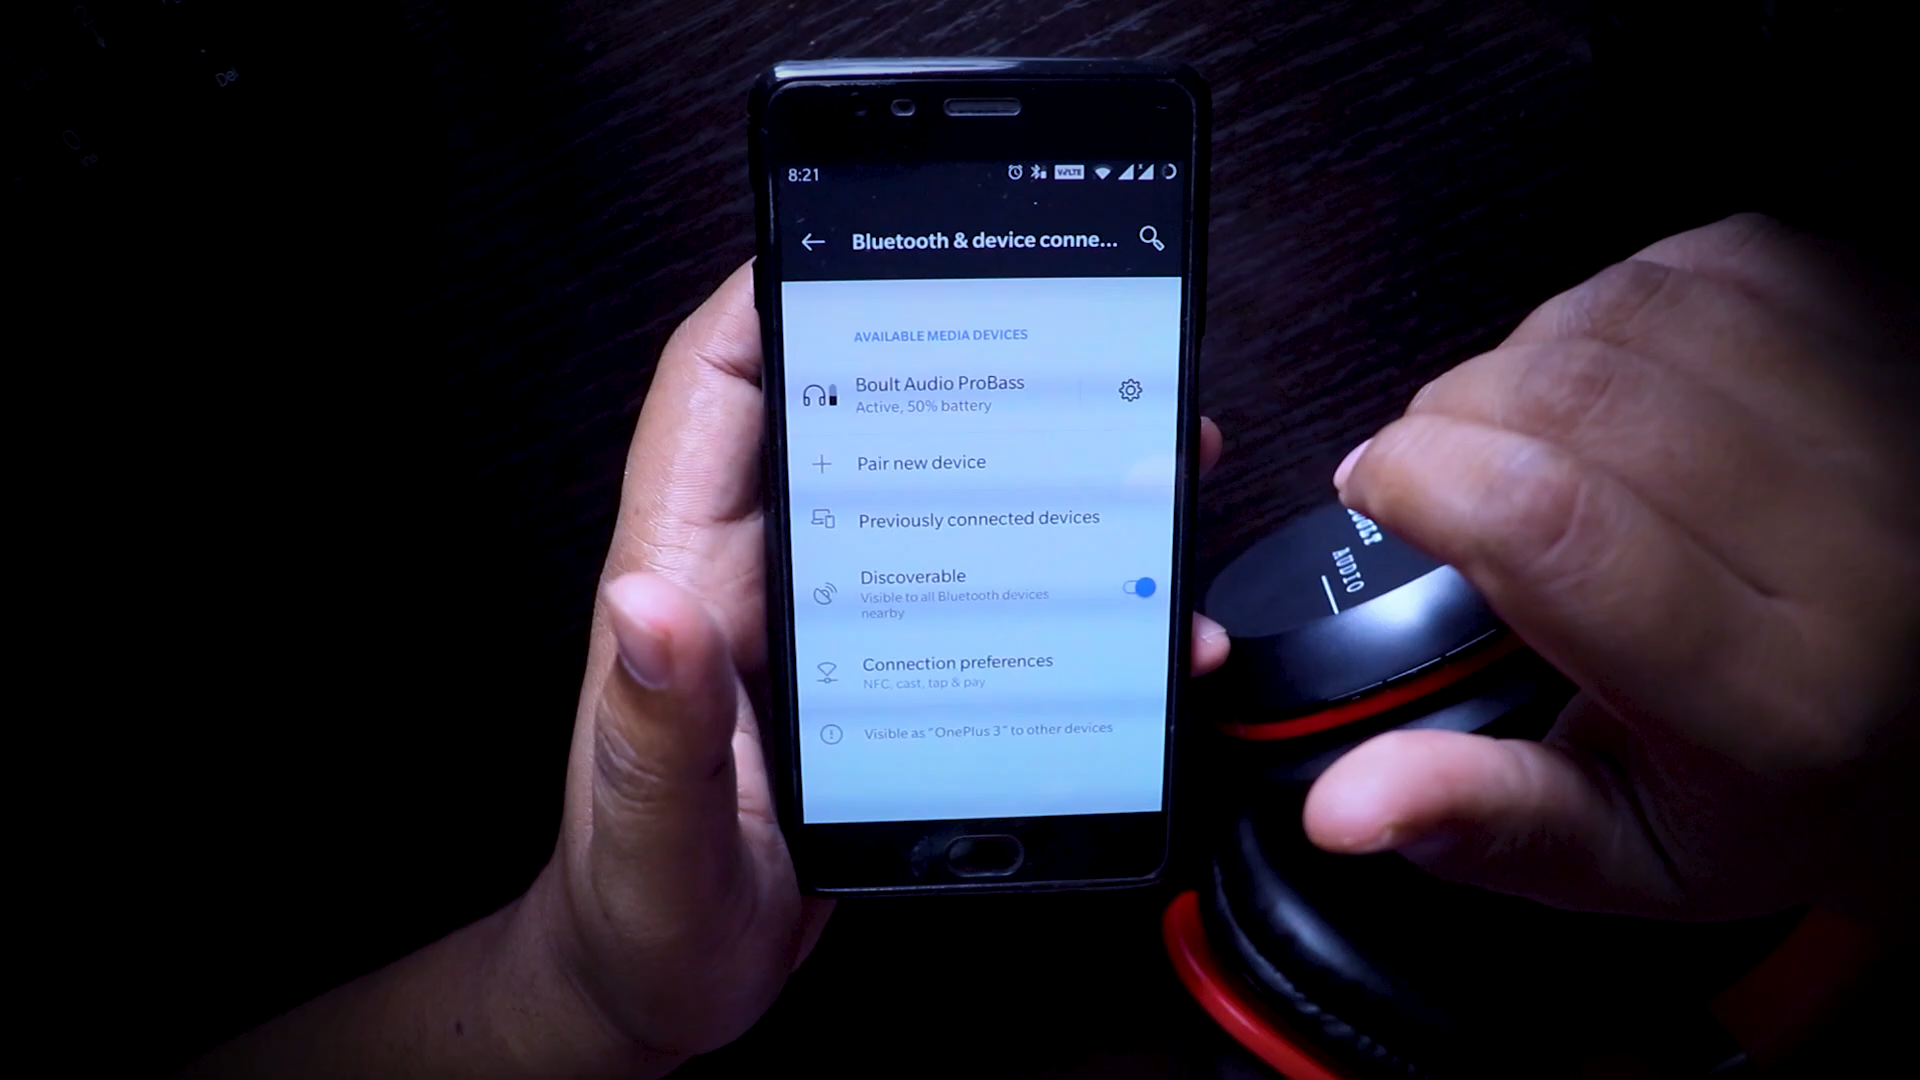 Del
8:21
VoLTE
Bluetooth & device conne...
AVAILABLE MEDIA DEVICES
Boult Audio ProBass
Active, 50% battery
Pair new device
Previously connected devices
Discoverable
Visible to all Bluetooth devices
nearby
Connection preferences
NFC, cast, tap & pay
Visible as "OnePlus 3" to other devices
AUDIO